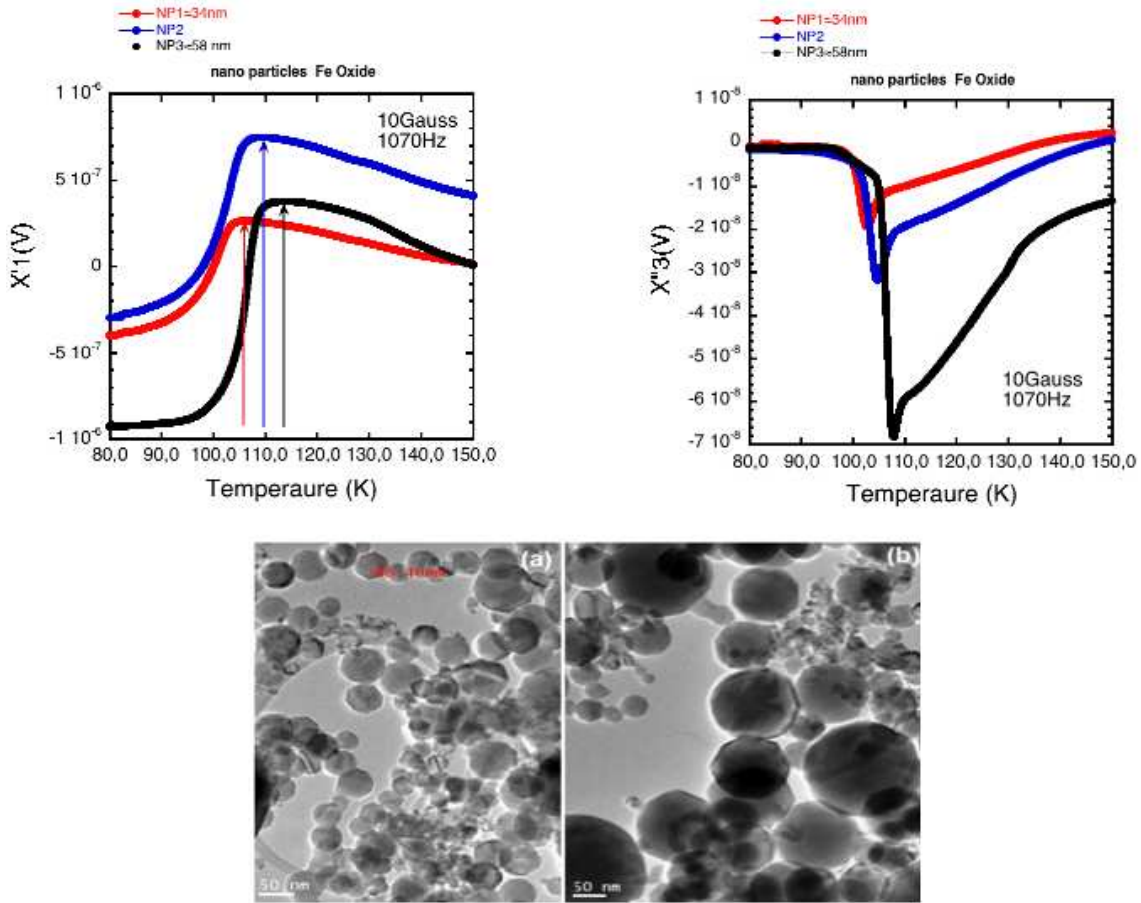 NP1=34nm
NP2
NP3=58 nm
nano particles Fe Oxide
1 10⁻⁶
5 10⁻⁷
0
-5 10⁻⁷
-1 10⁻⁶
X'1(V)
10Gauss
1070Hz
80,0 90,0 100,0 110,0 120,0 130,0 140,0 150,0
Temperaure (K)
NP1=34nm
NP2
NP3=58nm
nano particles Fe Oxide
1 10⁻⁸
0
-1 10⁻⁸
-2 10⁻⁸
-3 10⁻⁸
-4 10⁻⁸
-5 10⁻⁸
-6 10⁻⁸
-7 10⁻⁸
X"3(V)
10Gauss
1070Hz
80,0 90,0 100,0 110,0 120,0 130,0 140,0 150,0
Temperaure (K)
(a)
50 nm
(b)
50 nm